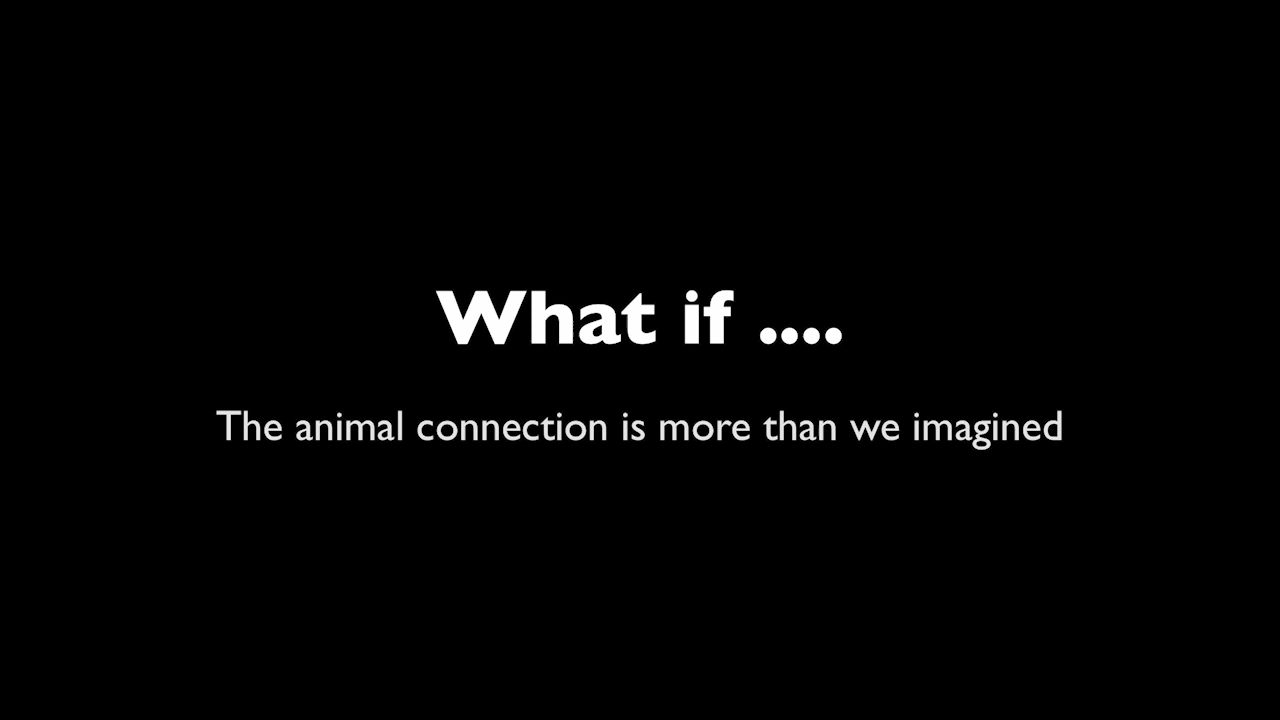 What if ....
The animal connection is more than we imagined